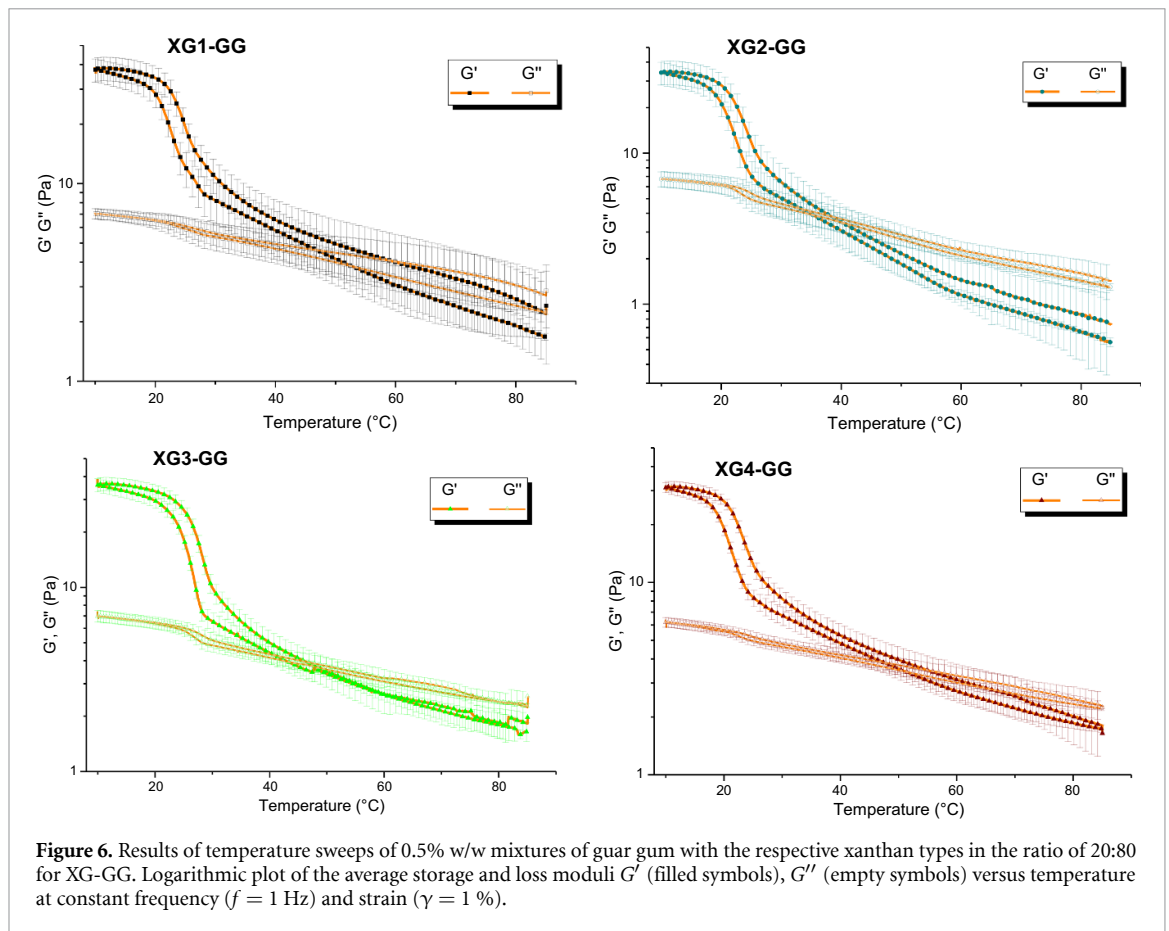 XG1-GG
G' G''
10
1
G' G'' (Pa)
20 40 60 80
Temperature (°C)
XG2-GG
G' G''
10
1
G' G'' (Pa)
20 40 60 80
Temperature (°C)
XG3-GG
G' G''
10
1
G', G'' (Pa)
20 40 60 80
Temperature (°C)
XG4-GG
G' G''
10
1
G', G'' (Pa)
20 40 60 80
Temperature (°C)
Figure 6. Results of temperature sweeps of 0.5% w/w mixtures of guar gum with the respective xanthan types in the ratio of 20:80
for XG-GG. Logarithmic plot of the average storage and loss moduli G′ (filled symbols), G′′ (empty symbols) versus temperature
at constant frequency (f = 1 Hz) and strain (γ = 1 %).